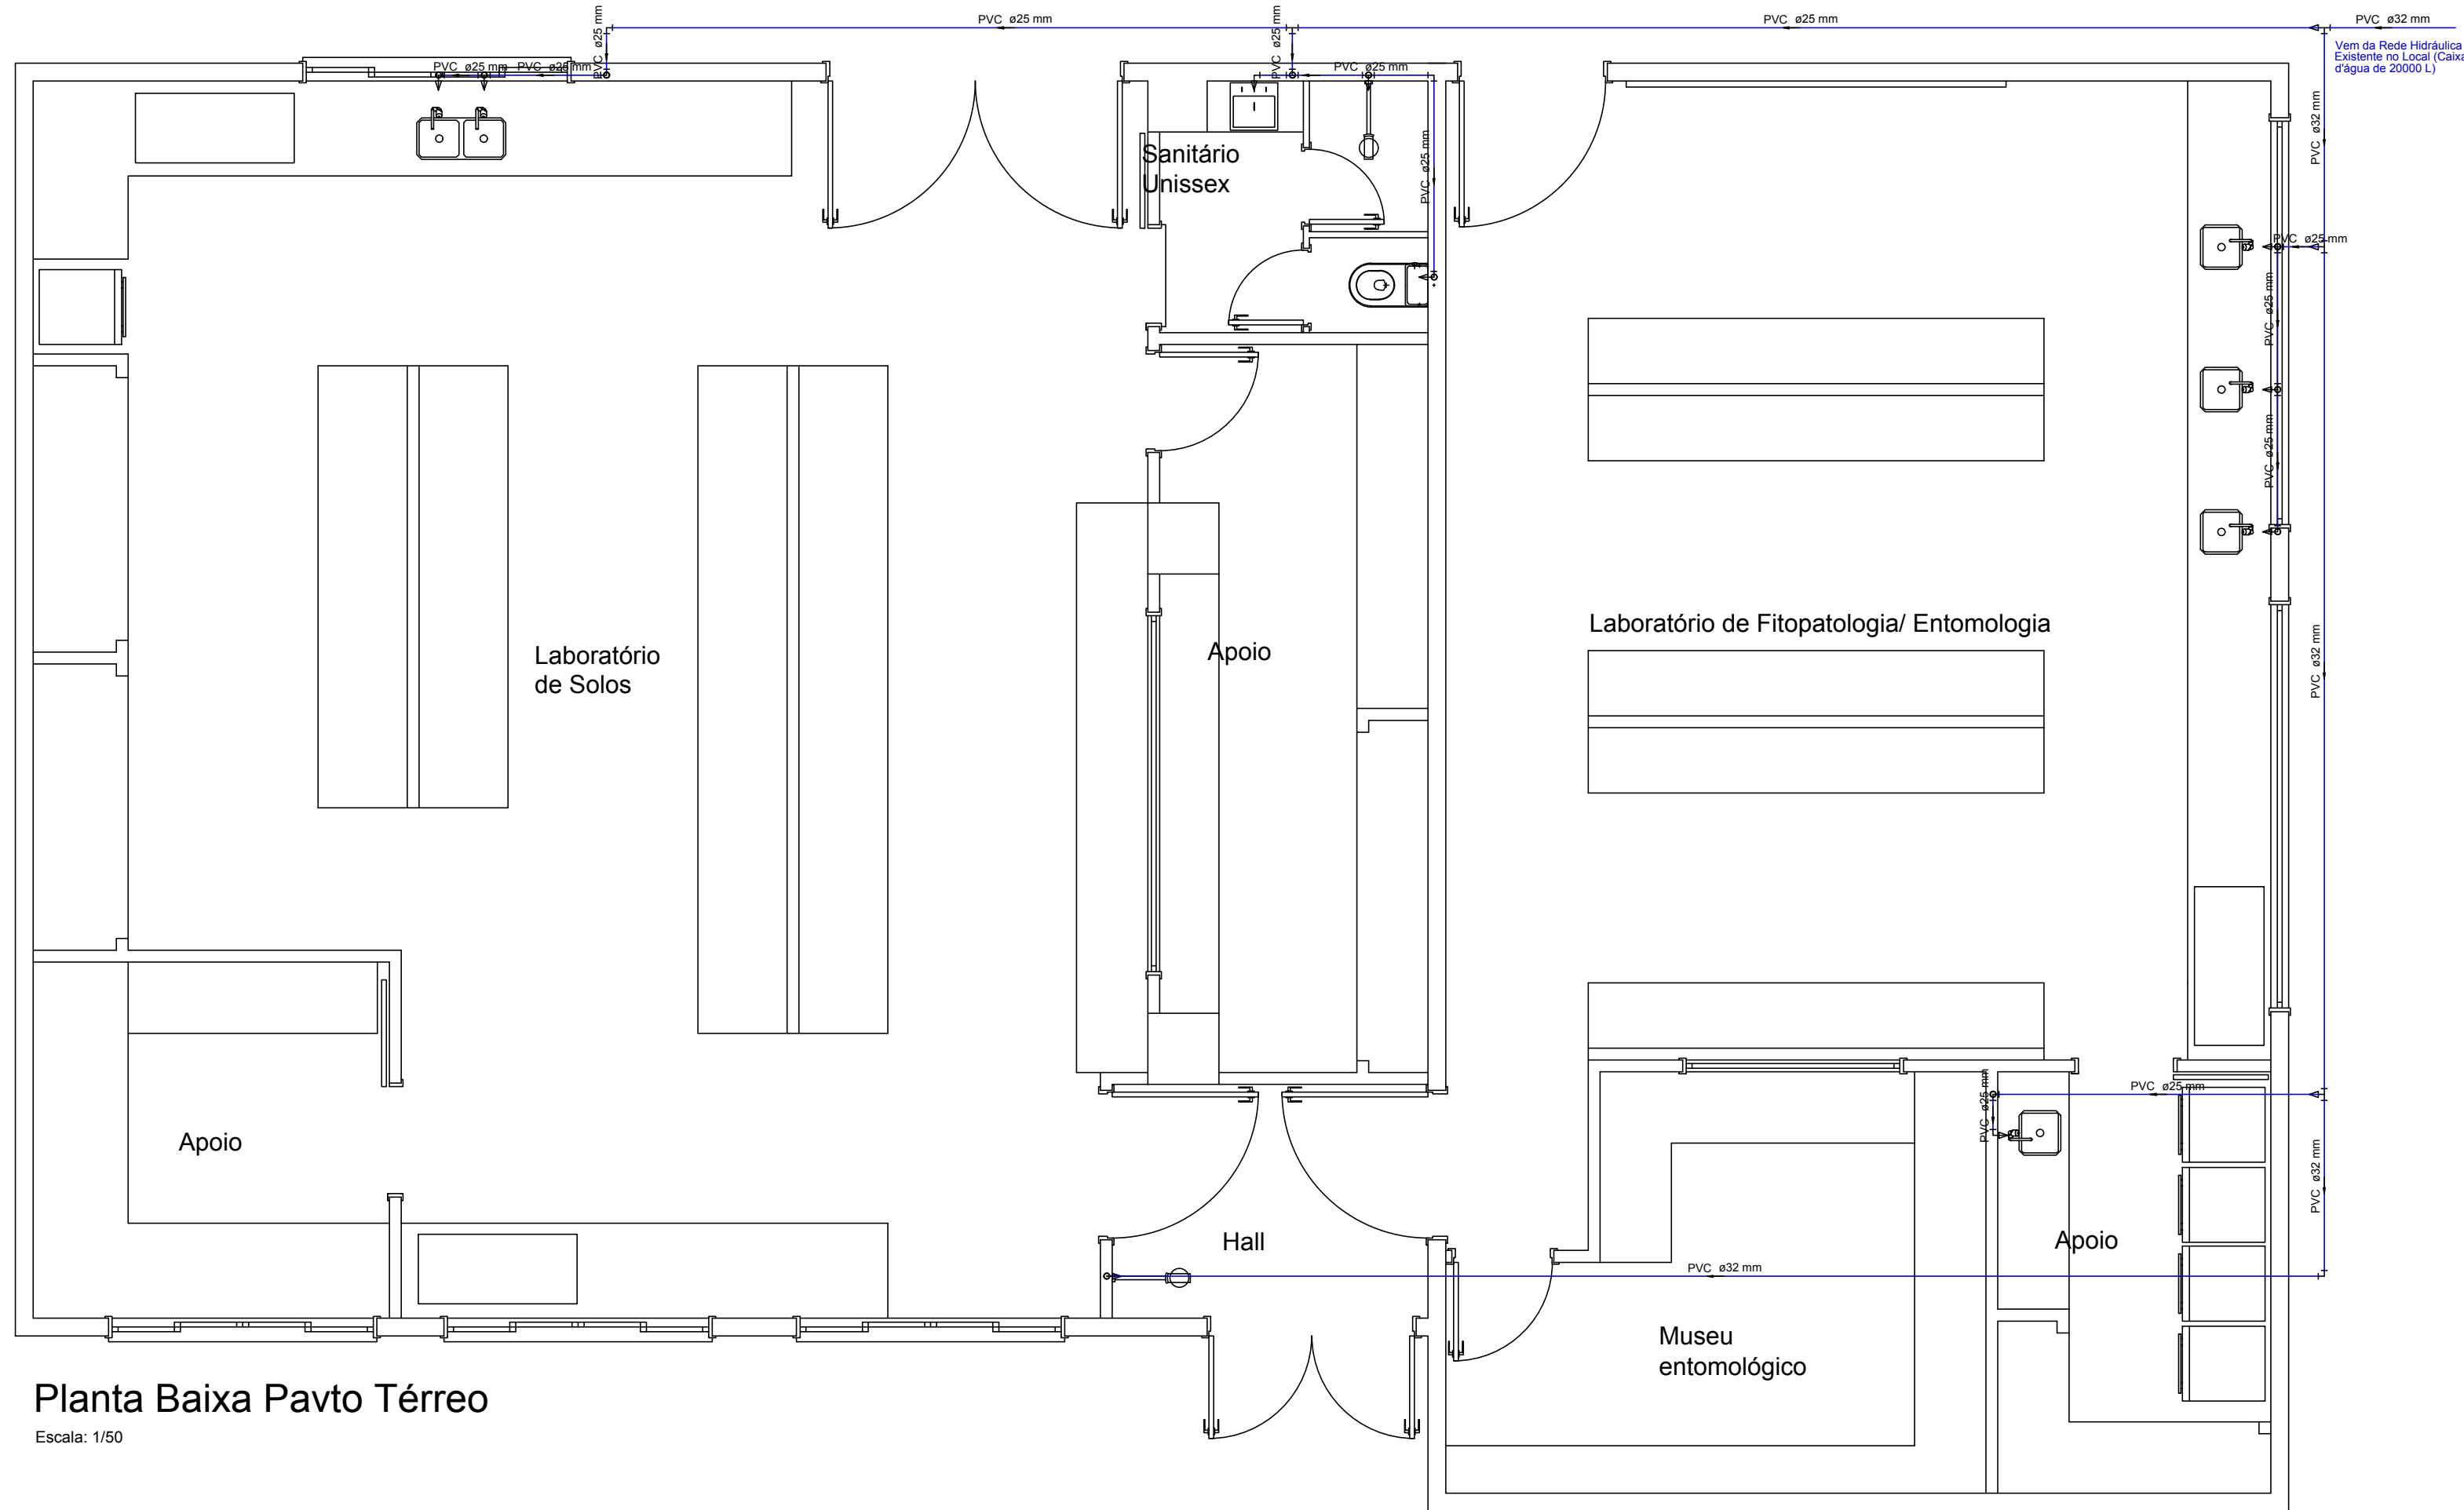 PVC ø25 mm
PVC ø25 mm
PVC ø25 mm
PVC ø25 mm
PVC ø32 mm
Vem da Rede Hidráulica
Existente no Local (Caixa
d'água de 20000 L)
PVC ø25 mm
PVC ø25 mm
PVC ø25 mm
PVC ø32 mm
Sanitário
Unissex
PVC ø25 mm
PVC ø25 mm
PVC ø25 mm
PVC ø25 mm
Laboratório de Fitopatologia/ Entomologia
Laboratório
de Solos
Apoio
PVC ø32 mm
PVC ø25 mm
PVC ø25 mm
Apoio
PVC ø32 mm
Hall
Apoio
PVC ø32 mm
Museu
entomológico
Planta Baixa Pavto Térreo
Escala: 1/50